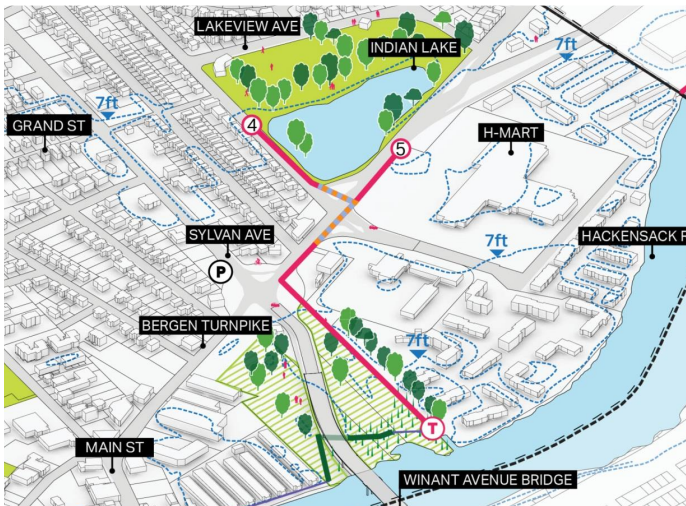 LAKEVIEW AVE
INDIAN LAKE
7ft
7ft
GRAND ST
4
H-MART
5
SYLVAN AVE
7ft
HACKENSACK R
P
BERGEN TURNPIKE
7ft
T
MAIN ST
WINANT AVENUE BRIDGE